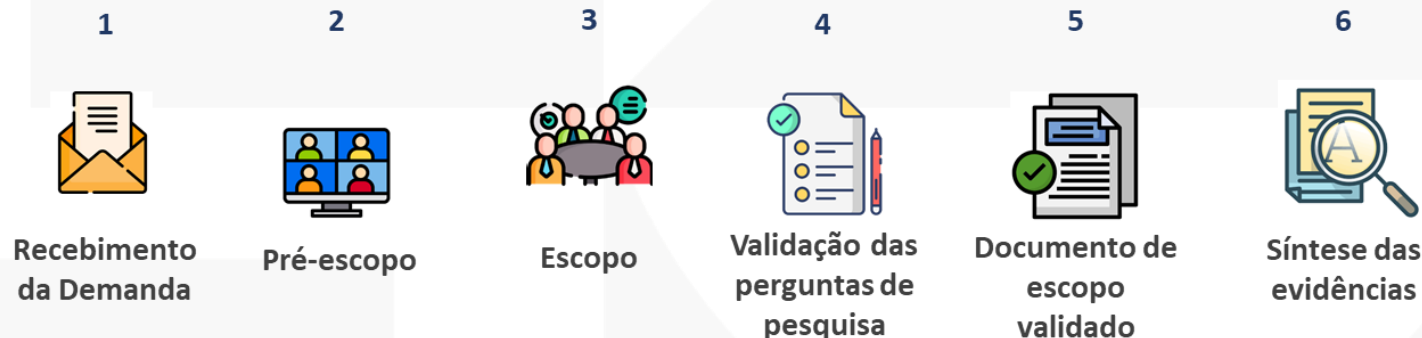 1
2
3
4
5
6
Recebimento
da Demanda
Pré-escopo
Escopo
Validação das
perguntas de
pesquisa
Documento de
escopo
validado
A
Síntese das
evidências